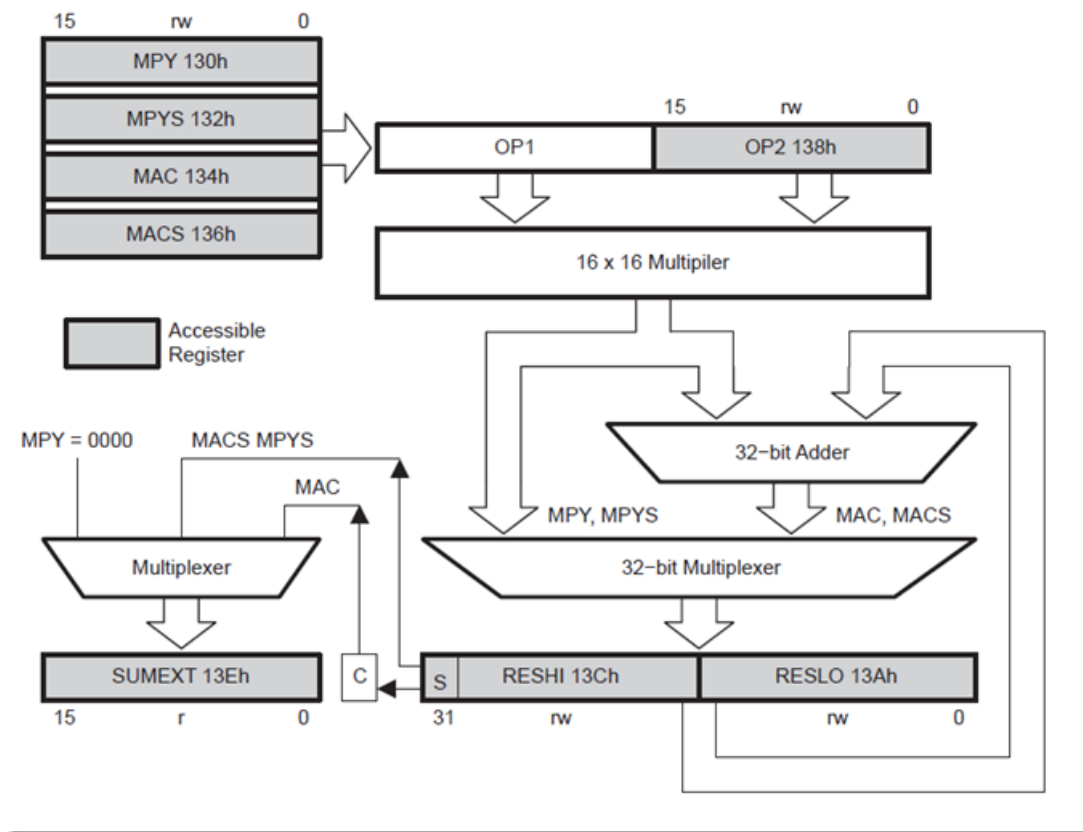 15 rw 0
MPY 130h
MPYS 132h
MAC 134h
MACS 136h
15 rw 0
OP1 OP2 138h
16 x 16 Multipiler
Accessible
Register
32-bit Adder
MPY = 0000 MACS MPYS
MAC
MPY, MPYS MAC, MACS
Multiplexer
32-bit Multiplexer
SUMEXT 13Eh
15 r 0
C
S RESHI 13Ch RESLO 13Ah
31 rw rw 0